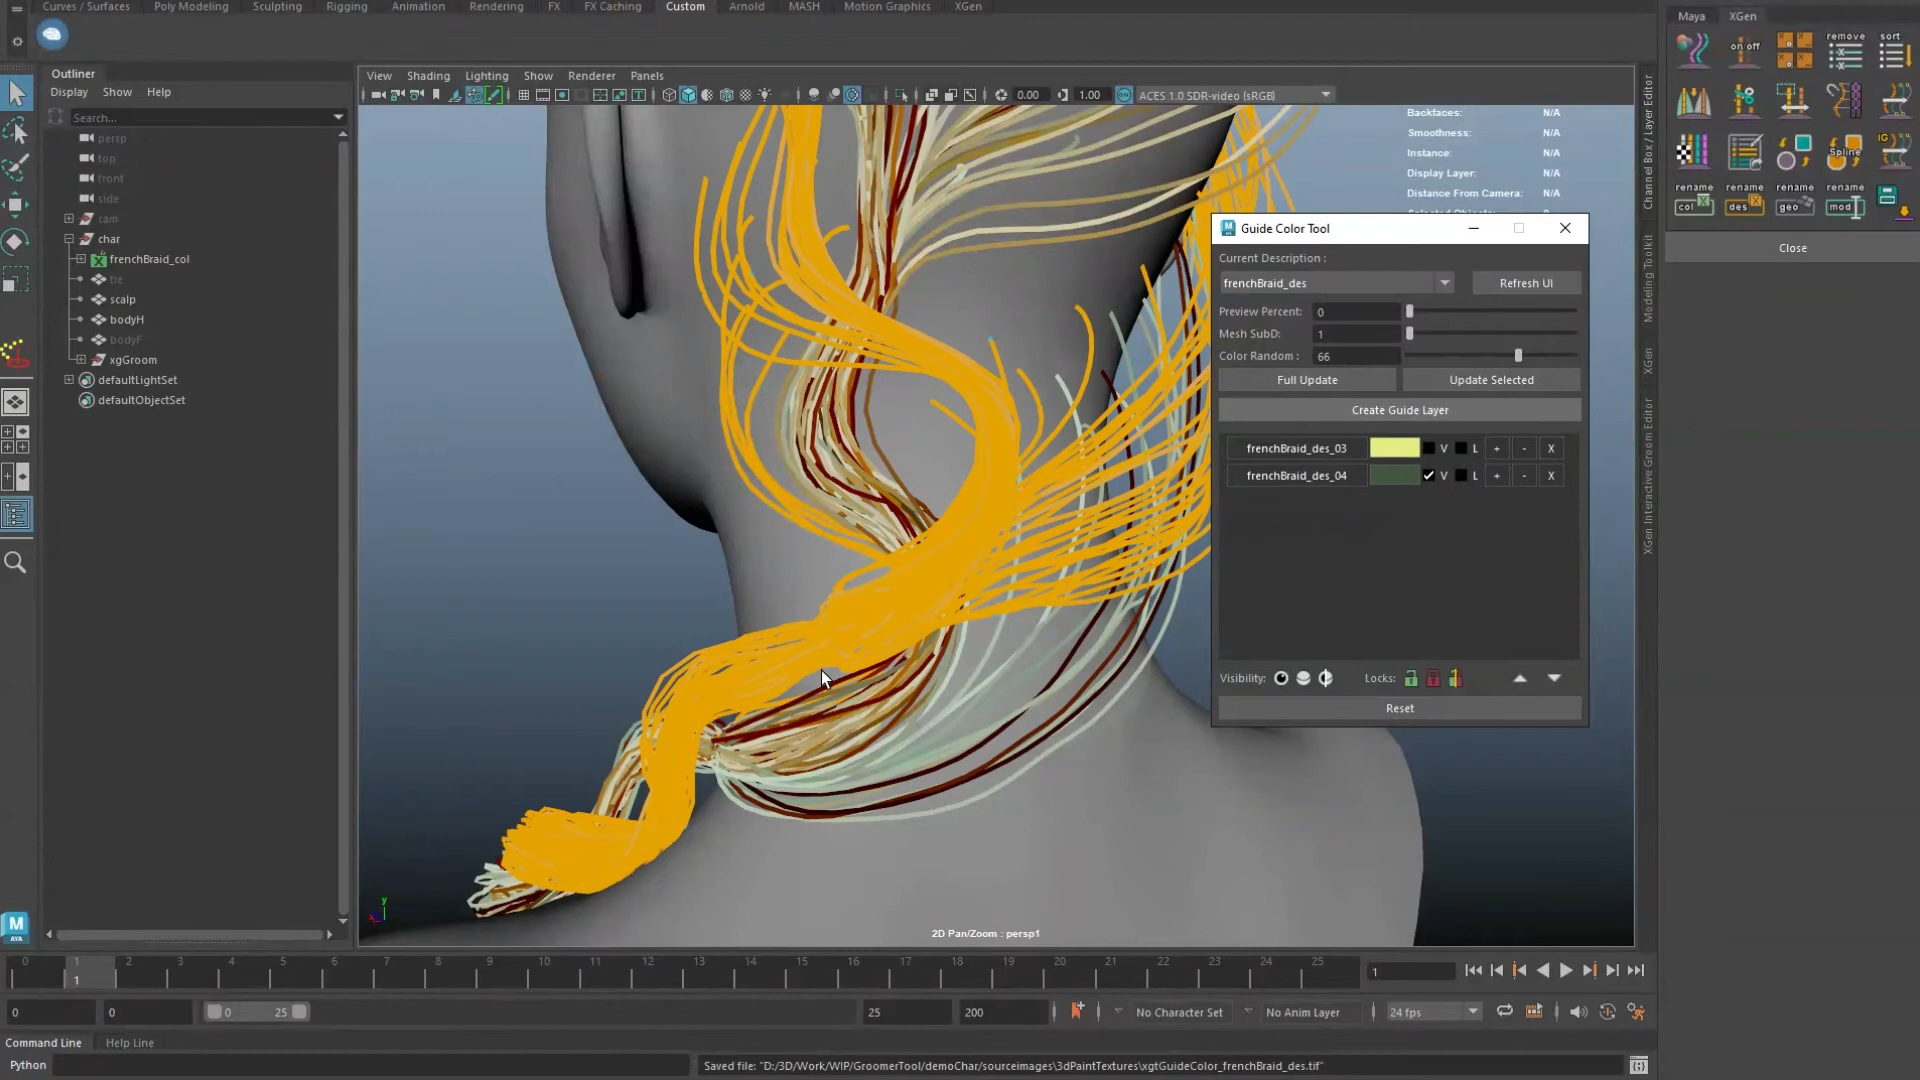 Curves / Surfaces Poly Modeling Sculpting Rigging Animation Rendering FX FX Caching Custom Arnold MASH Motion Graphics XGen
Maya XGen
remove sort
on/off
Spline
IG
rename rename rename rename
col des geo mod
Close
Outliner
Display Show Help
Search...
persp
top
front
side
cam
char
frenchBraid_col
tie
scalp
bodyH
bodyF
xgGroom
defaultLightSet
defaultObjectSet
View Shading Lighting Show Renderer Panels
0.00 1.00 ACES 1.0 SDR-video (sRGB)
Backfaces: N/A
Smoothness: N/A
Instance: N/A
Display Layer: N/A
Distance From Camera: N/A
Guide Color Tool
Current Description :
frenchBraid_des Refresh UI
Preview Percent: 0
Mesh SubD: 1
Color Random : 66
Full Update Update Selected
Create Guide Layer
frenchBraid_des_03 V L + - X
frenchBraid_des_04 V L + - X
Visibility: Locks:
Reset
Channel Box / Layer Editor
Modeling Toolkit
XGen
XGen Interactive Groom Editor
y
x
2D Pan/Zoom : persp1
M
AYA
0 1 2 3 4 5 6 7 8 9 10 11 12 13 14 15 16 17 18 19 20 21 22 23 24 25
1 1
0 0 0 25 25 200 No Character Set No Anim Layer 24 fps
Command Line Help Line
Python Saved file: "D:/3D/Work/WIP/GroomerTool/demoChar/sourceimages\3dPaintTextures\xgtGuideColor_frenchBraid_des.tif"